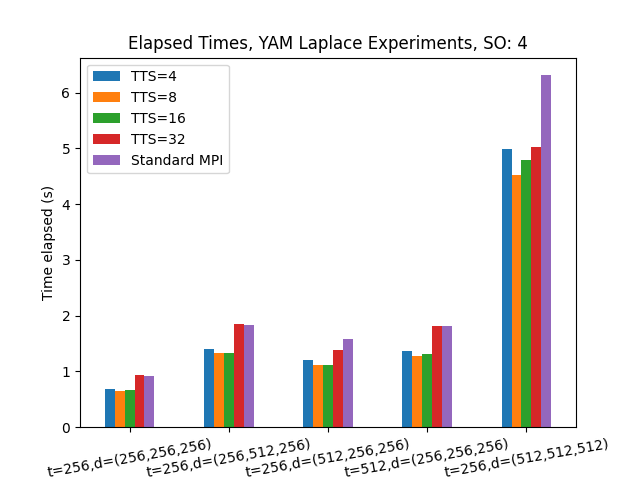 Elapsed Times, YAM Laplace Experiments, SO: 4
TTS=4
TTS=8
TTS=16
TTS=32
Standard MPI
Time elapsed (s)
6
5
4
3
2
1
0
t=256,d=(256,256,256)
t=256,d=(256,512,256)
t=256,d=(512,256,256)
t=512,d=(256,256,256)
t=256,d=(512,512,512)